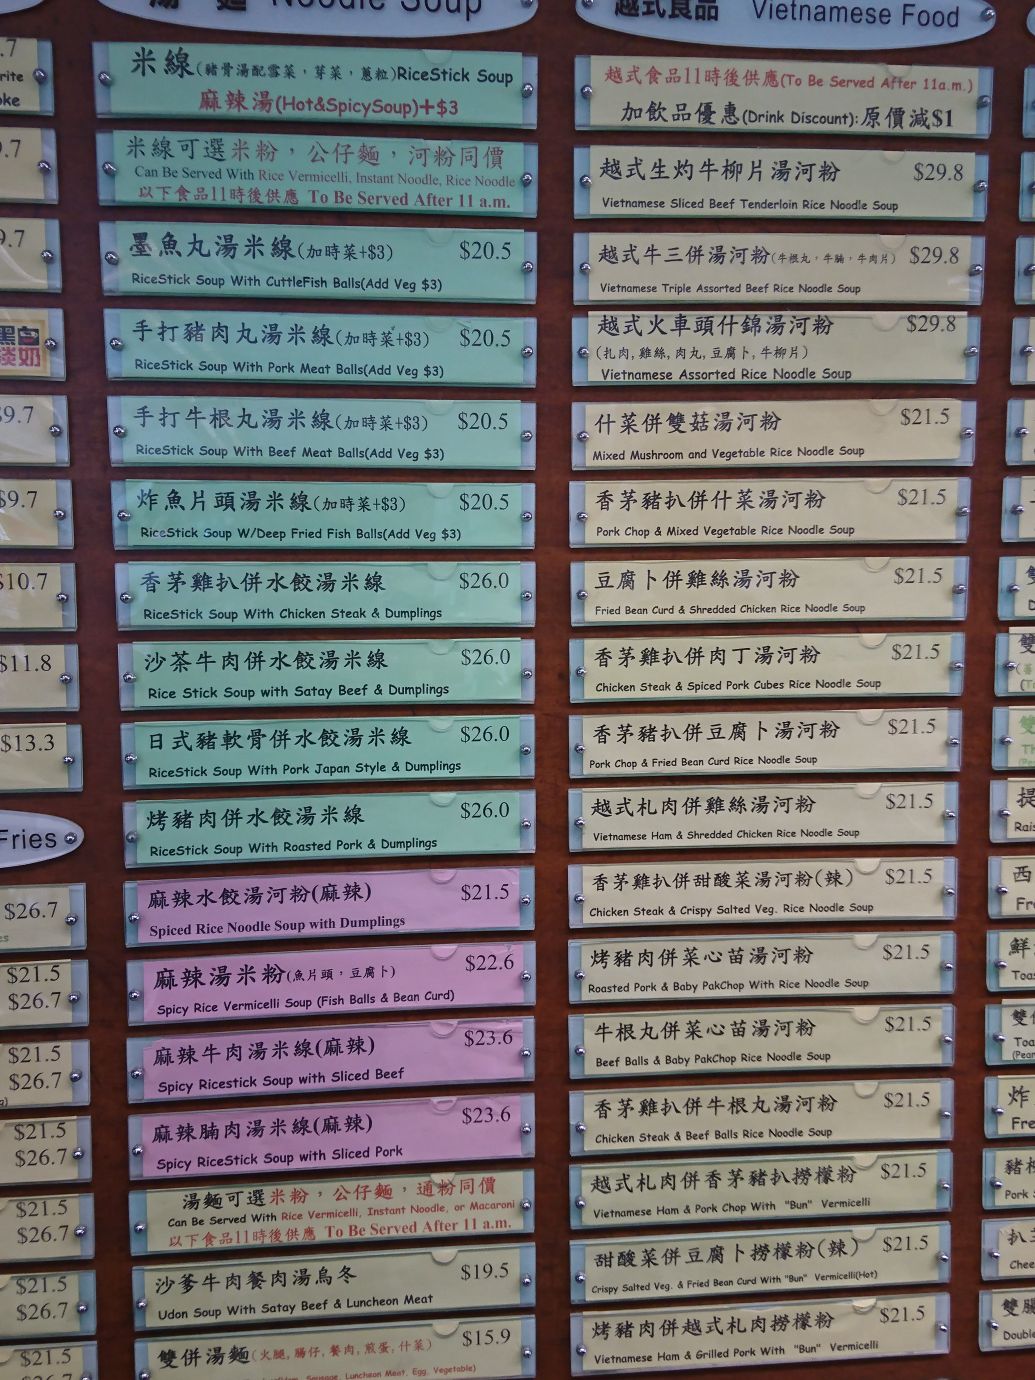 湯 麵 Noodle Soup
米線(豬骨湯配雪菜，芽菜，蔥粒)RiceStick Soup
麻辣湯(Hot&SpicySoup)+$3
米線可選米粉，公仔麵，河粉同價
Can Be Served With Rice Vermicelli, Instant Noodle, Rice Noodle
以下食品11時後供應 To Be Served After 11 a.m.
墨魚丸湯米線(加時菜+$3) $20.5
RiceStick Soup With CuttleFish Balls(Add Veg $3)
手打豬肉丸湯米線(加時菜+$3) $20.5
RiceStick Soup With Pork Meat Balls(Add Veg $3)
手打牛根丸湯米線(加時菜+$3) $20.5
RiceStick Soup With Beef Meat Balls(Add Veg $3)
炸魚片頭湯米線(加時菜+$3) $20.5
RiceStick Soup W/Deep Fried Fish Balls(Add Veg $3)
香茅雞扒併水餃湯米線 $26.0
RiceStick Soup With Chicken Steak & Dumplings
沙茶牛肉併水餃湯米線 $26.0
Rice Stick Soup with Satay Beef & Dumplings
日式豬軟骨併水餃湯米線 $26.0
RiceStick Soup With Pork Japan Style & Dumplings
烤豬肉併水餃湯米線 $26.0
RiceStick Soup With Roasted Pork & Dumplings
麻辣水餃湯河粉(麻辣) $21.5
Spiced Rice Noodle Soup with Dumplings
麻辣湯米粉(魚片頭，豆腐卜) $22.6
Spicy Rice Vermicelli Soup (Fish Balls & Bean Curd)
麻辣牛肉湯米線(麻辣) $23.6
Spicy Ricestick Soup with Sliced Beef
麻辣腩肉湯米線(麻辣) $23.6
Spicy RiceStick Soup with Sliced Pork
湯麵可選米粉，公仔麵，通粉同價
Can Be Served With Rice Vermicelli, Instant Noodle, or Macaroni
以下食品11時後供應 To Be Served After 11 a.m.
沙爹牛肉餐肉湯烏冬 $19.5
Udon Soup With Satay Beef & Luncheon Meat
雙併湯麵(火腿, 腸仔, 餐肉, 煎蛋, 什菜) $15.9
Sausage, Luncheon Meat, Egg, Vegetable)
越式食品 Vietnamese Food
越式食品11時後供應(To Be Served After 11a.m.)
加飲品優惠(Drink Discount):原價減$1
越式生灼牛柳片湯河粉 $29.8
Vietnamese Sliced Beef Tenderloin Rice Noodle Soup
越式牛三併湯河粉(牛根丸，牛腩，牛肉片) $29.8
Vietnamese Triple Assorted Beef Rice Noodle Soup
越式火車頭什錦湯河粉 $29.8
(扎肉, 雞絲, 肉丸, 豆腐卜, 牛柳片)
Vietnamese Assorted Rice Noodle Soup
什菜併雙菇湯河粉 $21.5
Mixed Mushroom and Vegetable Rice Noodle Soup
香茅豬扒併什菜湯河粉 $21.5
Pork Chop & Mixed Vegetable Rice Noodle Soup
豆腐卜併雞絲湯河粉 $21.5
Fried Bean Curd & Shredded Chicken Rice Noodle Soup
香茅雞扒併肉丁湯河粉 $21.5
Chicken Steak & Spiced Pork Cubes Rice Noodle Soup
香茅豬扒併豆腐卜湯河粉 $21.5
Pork Chop & Fried Bean Curd Rice Noodle Soup
越式札肉併雞絲湯河粉 $21.5
Vietnamese Ham & Shredded Chicken Rice Noodle Soup
香茅雞扒併甜酸菜湯河粉(辣) $21.5
Chicken Steak & Crispy Salted Veg. Rice Noodle Soup
烤豬肉併菜心苗湯河粉 $21.5
Roasted Pork & Baby PakChop With Rice Noodle Soup
牛根丸併菜心苗湯河粉 $21.5
Beef Balls & Baby PakChop Rice Noodle Soup
香茅雞扒併牛根丸湯河粉 $21.5
Chicken Steak & Beef Balls Rice Noodle Soup
越式札肉併香茅豬扒撈檬粉 $21.5
Vietnamese Ham & Pork Chop With "Bun" Vermicelli
甜酸菜併豆腐卜撈檬粉(辣) $21.5
Crispy Salted Veg. & Fried Bean Curd With "Bun" Vermicelli(Hot)
烤豬肉併越式札肉撈檬粉 $21.5
Vietnamese Ham & Grilled Pork With "Bun" Vermicelli
$9.7
$10.7
$11.8
$13.3
Fries
$26.7
$21.5
$26.7
$21.5
$26.7
$21.5
$26.7
$21.5
$26.7
$21.5
$26.7
$21.5